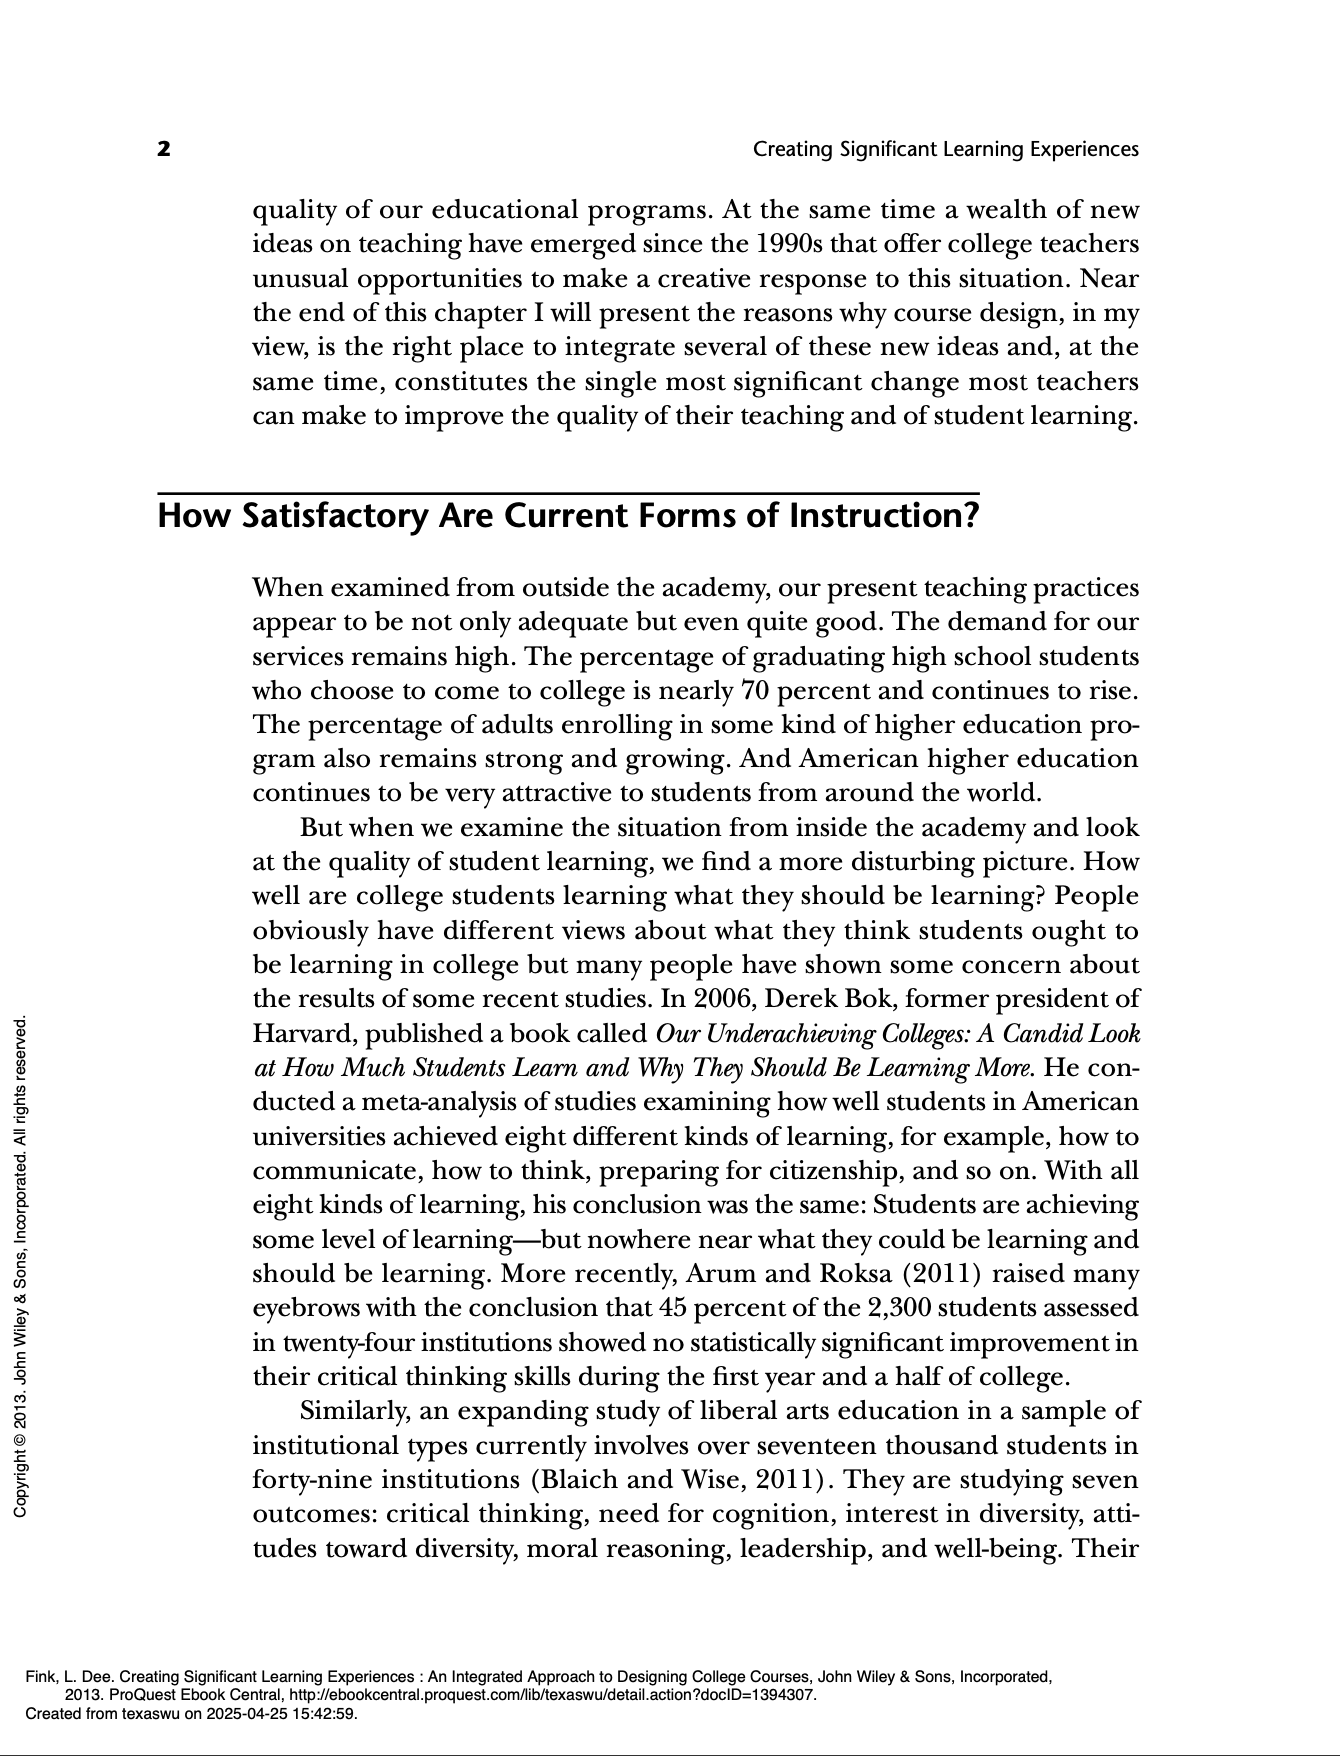 2 Creating Significant Learning Experiences
quality of our educational programs. At the same time a wealth of new
ideas on teaching have emerged since the 1990s that offer college teachers
unusual opportunities to make a creative response to this situation. Near
the end of this chapter I will present the reasons why course design, in my
view, is the right place to integrate several of these new ideas and, at the
same time, constitutes the single most significant change most teachers
can make to improve the quality of their teaching and of student learning.
How Satisfactory Are Current Forms of Instruction?
When examined from outside the academy, our present teaching practices
appear to be not only adequate but even quite good. The demand for our
services remains high. The percentage of graduating high school students
who choose to come to college is nearly 70 percent and continues to rise.
The percentage of adults enrolling in some kind of higher education pro-
gram also remains strong and growing. And American higher education
continues to be very attractive to students from around the world.
But when we examine the situation from inside the academy and look
at the quality of student learning, we find a more disturbing picture. How
well are college students learning what they should be learning? People
obviously have different views about what they think students ought to
be learning in college but many people have shown some concern about
the results of some recent studies. In 2006, Derek Bok, former president of
Harvard, published a book called Our Underachieving Colleges: A Candid Look
at How Much Students Learn and Why They Should Be Learning More. He con-
ducted a meta-analysis of studies examining how well students in American
universities achieved eight different kinds of learning, for example, how to
communicate, how to think, preparing for citizenship, and so on. With all
eight kinds of learning, his conclusion was the same: Students are achieving
some level of learning—but nowhere near what they could be learning and
should be learning. More recently, Arum and Roksa (2011) raised many
eyebrows with the conclusion that 45 percent of the 2,300 students assessed
in twenty-four institutions showed no statistically significant improvement in
their critical thinking skills during the first year and a half of college.
Similarly, an expanding study of liberal arts education in a sample of
institutional types currently involves over seventeen thousand students in
forty-nine institutions (Blaich and Wise, 2011). They are studying seven
outcomes: critical thinking, need for cognition, interest in diversity, atti-
tudes toward diversity, moral reasoning, leadership, and well-being. Their
Copyright © 2013. John Wiley & Sons, Incorporated. All rights reserved.
Fink, L. Dee. Creating Significant Learning Experiences : An Integrated Approach to Designing College Courses, John Wiley & Sons, Incorporated,
2013. ProQuest Ebook Central, http://ebookcentral.proquest.com/lib/texaswu/detail.action?docID=1394307.
Created from texaswu on 2025-04-25 15:42:59.